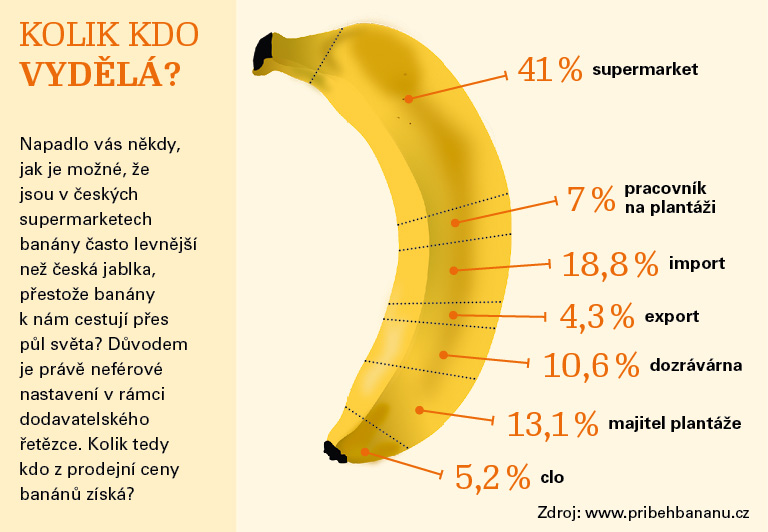 KOLIK KDO
VYDĚLÁ?
Napadlo vás někdy,
jak je možné, že
jsou v českých
supermarketech
banány často levnější
než česká jablka,
přestože banány
k nám cestují přes
půl světa? Důvodem
je právě neférové
nastavení v rámci
dodavatelského
řetězce. Kolik tedy
kdo z prodejní ceny
banánů získá?
41 % supermarket
7 % pracovník
na plantáži
18,8 % import
4,3 % export
10,6 % dozrávárna
13,1 % majitel plantáže
5,2 % clo
Zdroj: www.pribehbananu.cz